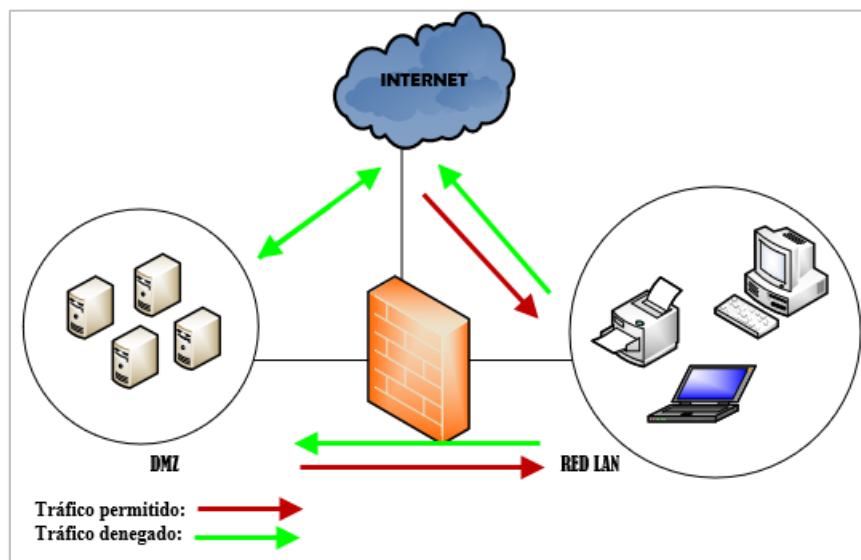 INTERNET
DMZ
RED LAN
Tráfico permitido:
Tráfico denegado: